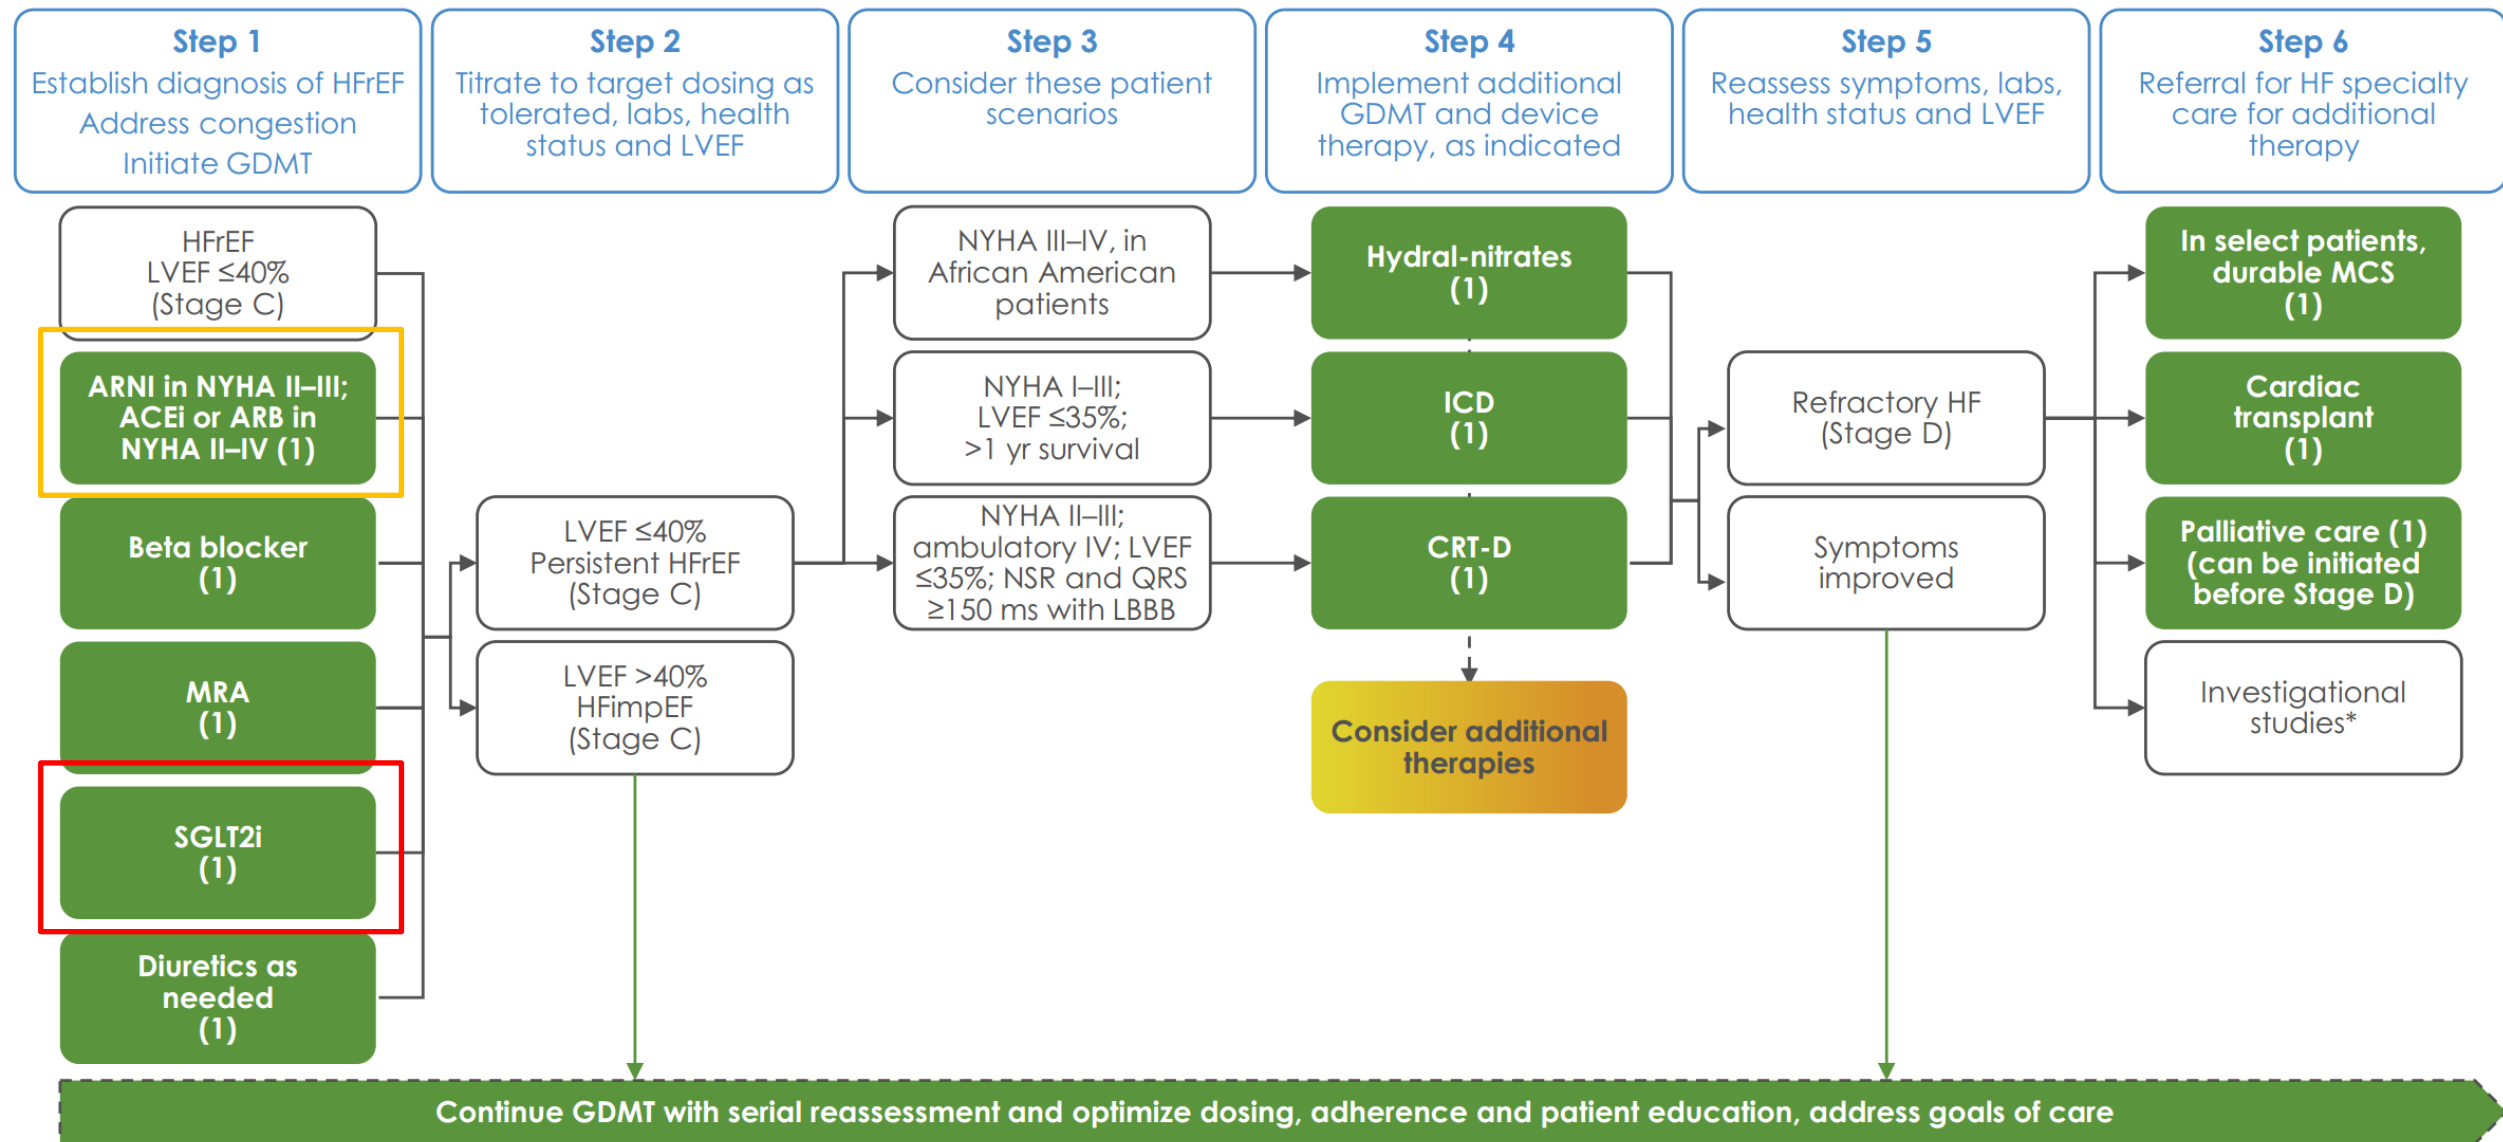 Step 1
Establish diagnosis of HFrEF
Address congestion
Initiate GDMT
Step 2
Titrate to target dosing as
tolerated, labs, health
status and LVEF
Step 3
Consider these patient
scenarios
Step 4
Implement additional
GDMT and device
therapy, as indicated
Step 5
Reassess symptoms, labs,
health status and LVEF
Step 6
Referral for HF specialty
care for additional
therapy
HFrEF
LVEF ≤40%
(Stage C)
ARNI in NYHA II–III;
ACEi or ARB in
NYHA II–IV (1)
Beta blocker
(1)
MRA
(1)
SGLT2i
(1)
Diuretics as
needed
(1)
LVEF ≤40%
Persistent HFrEF
(Stage C)
LVEF >40%
HFimpEF
(Stage C)
NYHA III–IV, in
African American
patients
NYHA I–III;
LVEF ≤35%;
>1 yr survival
NYHA II–III;
ambulatory IV; LVEF
≤35%; NSR and QRS
≥150 ms with LBBB
Hydral-nitrates
(1)
ICD
(1)
CRT-D
(1)
Consider additional
therapies
Refractory HF
(Stage D)
Symptoms
improved
In select patients,
durable MCS
(1)
Cardiac
transplant
(1)
Palliative care (1)
(can be initiated
before Stage D)
Investigational
studies*
Continue GDMT with serial reassessment and optimize dosing, adherence and patient education, address goals of care